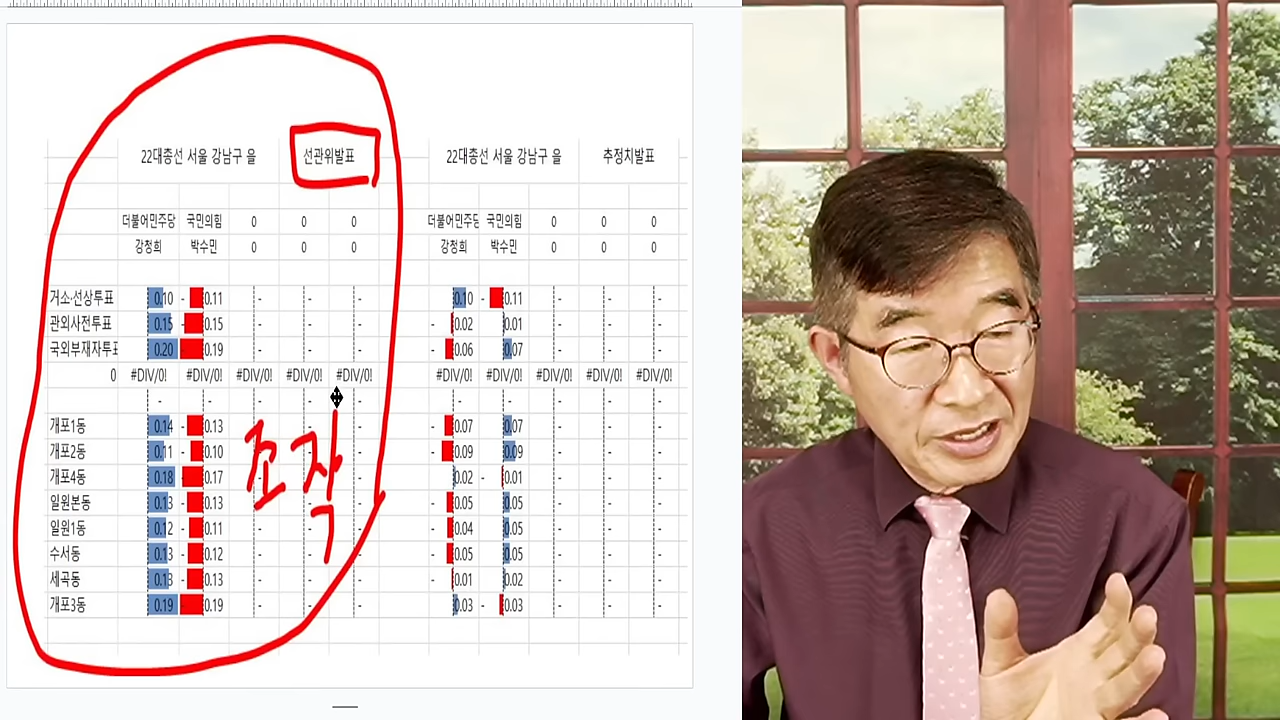 22대총선 서울 강남구 을 선관위발표 22대총선 서울 강남구 을 추정치발표
더불어민주당 국민의힘 0 0 0 더불어민주당 국민의힘 0 0 0
강청희 박수민 0 0 0 강청희 박수민 0 0 0
거소·선상투표 0.10 - 0.11 - - - 0.10 - 0.11 - - -
관외사전투표 0.15 - 0.15 - - - - 0.02 0.01 - - -
국외부재자투표 0.20 - 0.19 - - - - 0.06 0.07 - - -
0 #DIV/0! #DIV/0! #DIV/0! #DIV/0! #DIV/0! #DIV/0! #DIV/0! #DIV/0! #DIV/0! #DIV/0!
- - - - - - - - - -
개포1동 0.14 - 0.13 - - - - 0.07 0.07 - - -
개포2동 0.11 - 0.10 - - - - 0.09 0.09 - - -
개포4동 0.18 - 0.17 - - - 0.02 - 0.01 - - -
일원본동 0.13 - 0.13 - - - - 0.05 0.05 - - -
일원1동 0.12 - 0.11 - - - - 0.04 0.05 - - -
수서동 0.13 - 0.12 - - - - 0.05 0.05 - - -
세곡동 0.13 - 0.13 - - - - 0.01 0.02 - - -
개포3동 0.19 - 0.19 - - - 0.03 - 0.03 - - -
조작